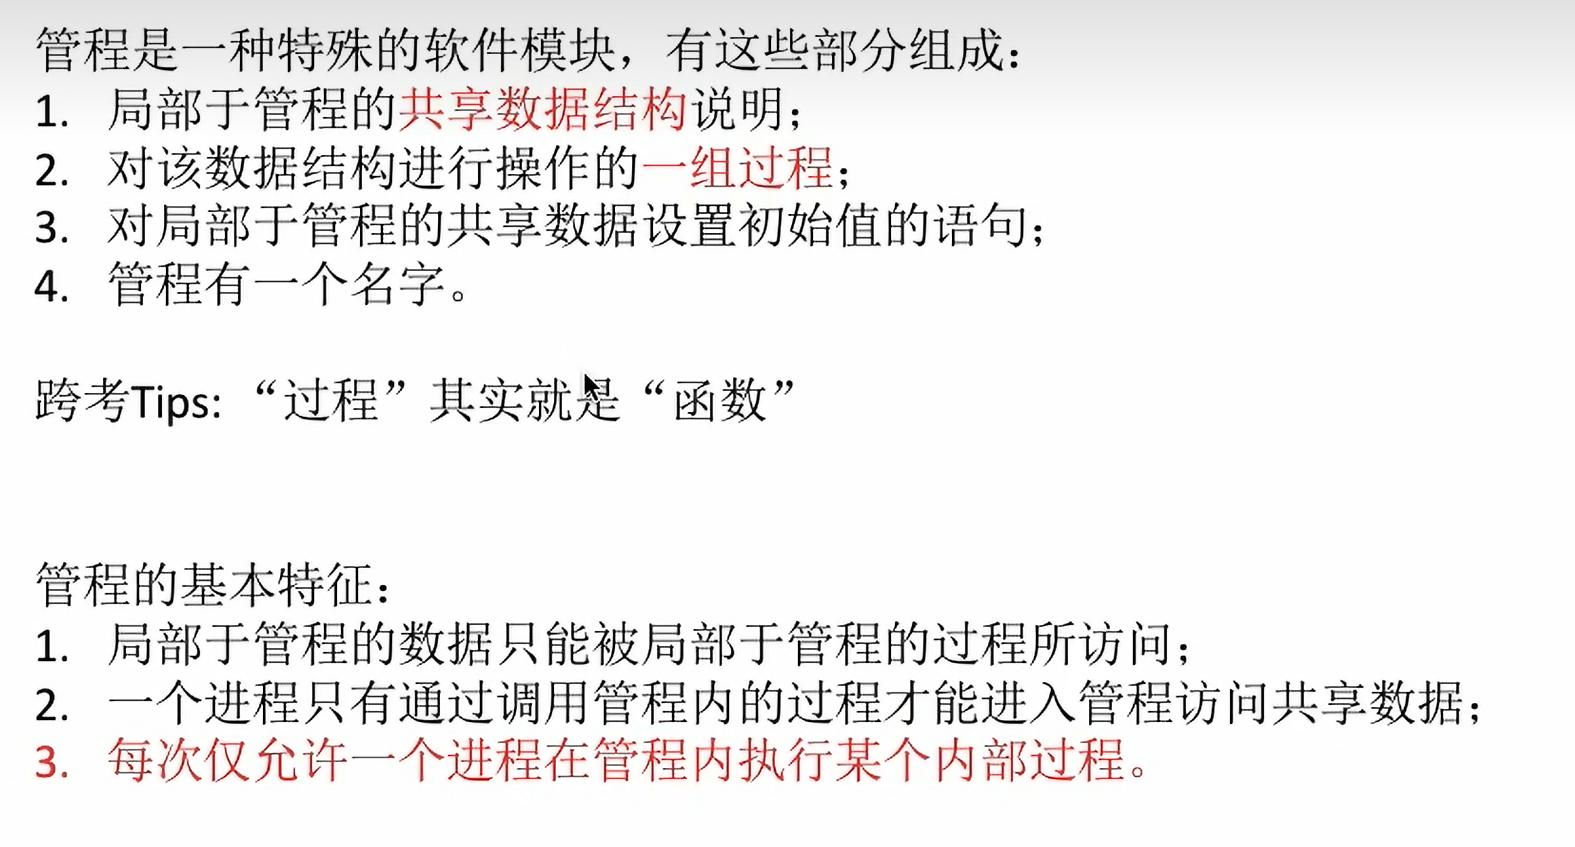 管程是一种特殊的软件模块，有这些部分组成：
1. 局部于管程的共享数据结构说明；
2. 对该数据结构进行操作的一组过程；
3. 对局部于管程的共享数据设置初始值的语句；
4. 管程有一个名字。
跨考Tips: “过程”其实就是“函数”
管程的基本特征：
1. 局部于管程的数据只能被局部于管程的过程所访问；
2. 一个进程只有通过调用管程内的过程才能进入管程访问共享数据；
3. 每次仅允许一个进程在管程内执行某个内部过程。